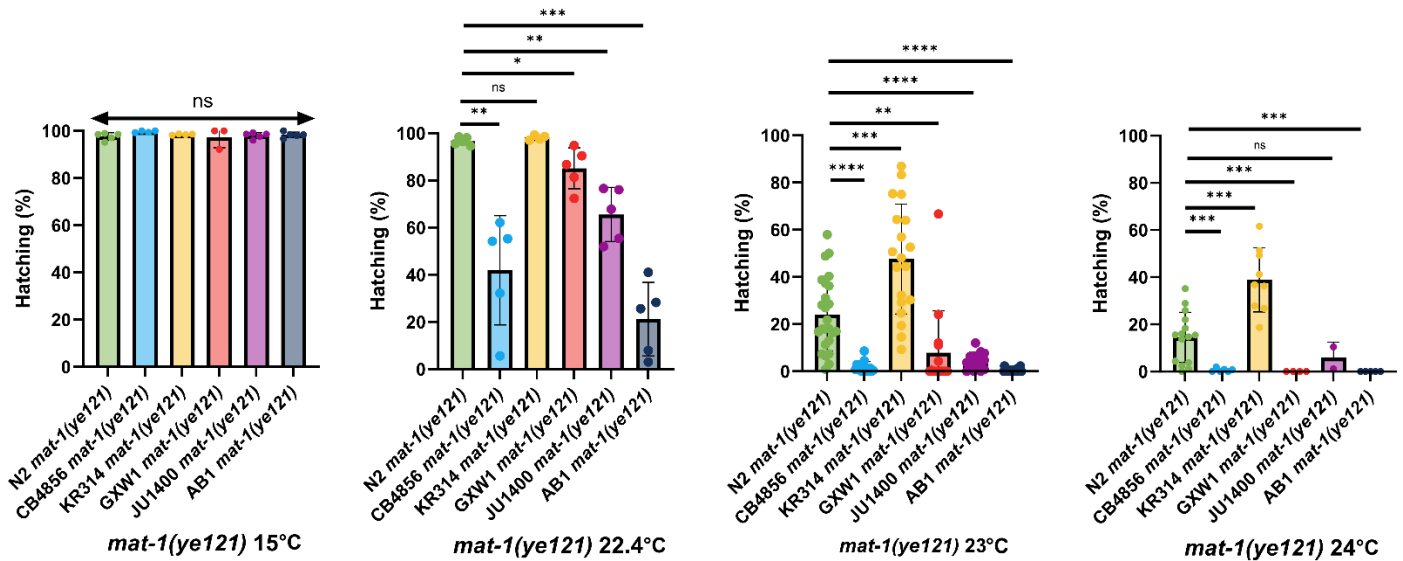 ns
Hatching (%)
100
80
60
40
20
0
N2 mat-1(ye121)
CB4856 mat-1(ye121)
KR314 mat-1(ye121)
GXW1 mat-1(ye121)
JU1400 mat-1(ye121)
AB1 mat-1(ye121)
mat-1(ye121) 15°C
***
**
*
ns
**
Hatching (%)
100
80
60
40
20
0
N2 mat-1(ye121)
CB4856 mat-1(ye121)
KR314 mat-1(ye121)
GXW1 mat-1(ye121)
JU1400 mat-1(ye121)
AB1 mat-1(ye121)
mat-1(ye121) 22.4°C
****
****
**
***
****
Hatching (%)
100
80
60
40
20
0
N2 mat-1(ye121)
CB4856 mat-1(ye121)
KR314 mat-1(ye121)
GXW1 mat-1(ye121)
JU1400 mat-1(ye121)
AB1 mat-1(ye121)
mat-1(ye121) 23°C
***
ns
***
***
***
Hatching (%)
100
80
60
40
20
0
N2 mat-1(ye121)
CB4856 mat-1(ye121)
KR314 mat-1(ye121)
GXW1 mat-1(ye121)
JU1400 mat-1(ye121)
AB1 mat-1(ye121)
mat-1(ye121) 24°C